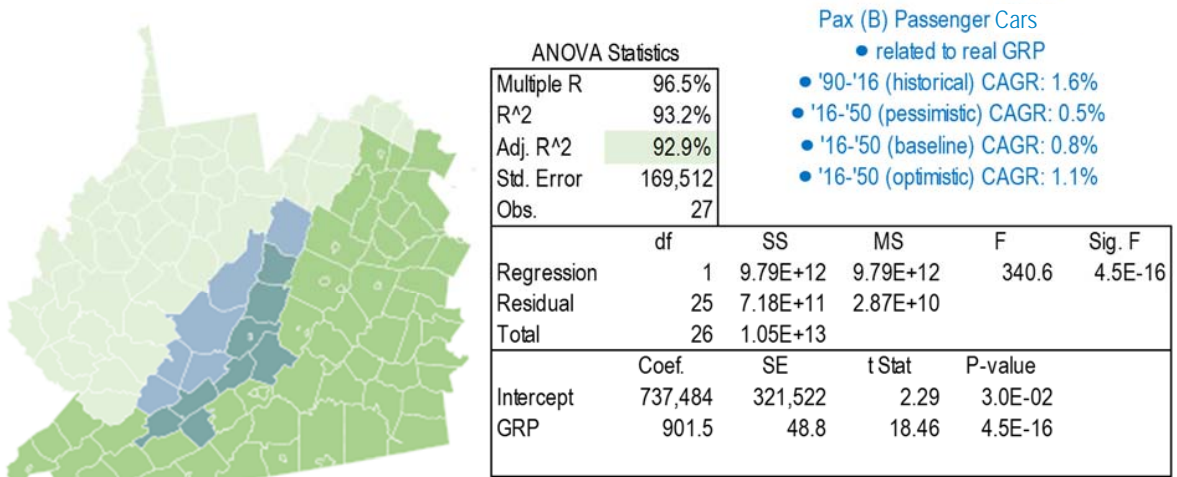 Pax (B) Passenger Cars
● related to real GRP
● '90-'16 (historical) CAGR: 1.6%
● '16-'50 (pessimistic) CAGR: 0.5%
● '16-'50 (baseline) CAGR: 0.8%
● '16-'50 (optimistic) CAGR: 1.1%
ANOVA Statistics
Multiple R 96.5%
R^2 93.2%
Adj. R^2 92.9%
Std. Error 169,512
Obs. 27
df SS MS F Sig. F
Regression 1 9.79E+12 9.79E+12 340.6 4.5E-16
Residual 25 7.18E+11 2.87E+10
Total 26 1.05E+13
Coef. SE t Stat P-value
Intercept 737,484 321,522 2.29 3.0E-02
GRP 901.5 48.8 18.46 4.5E-16